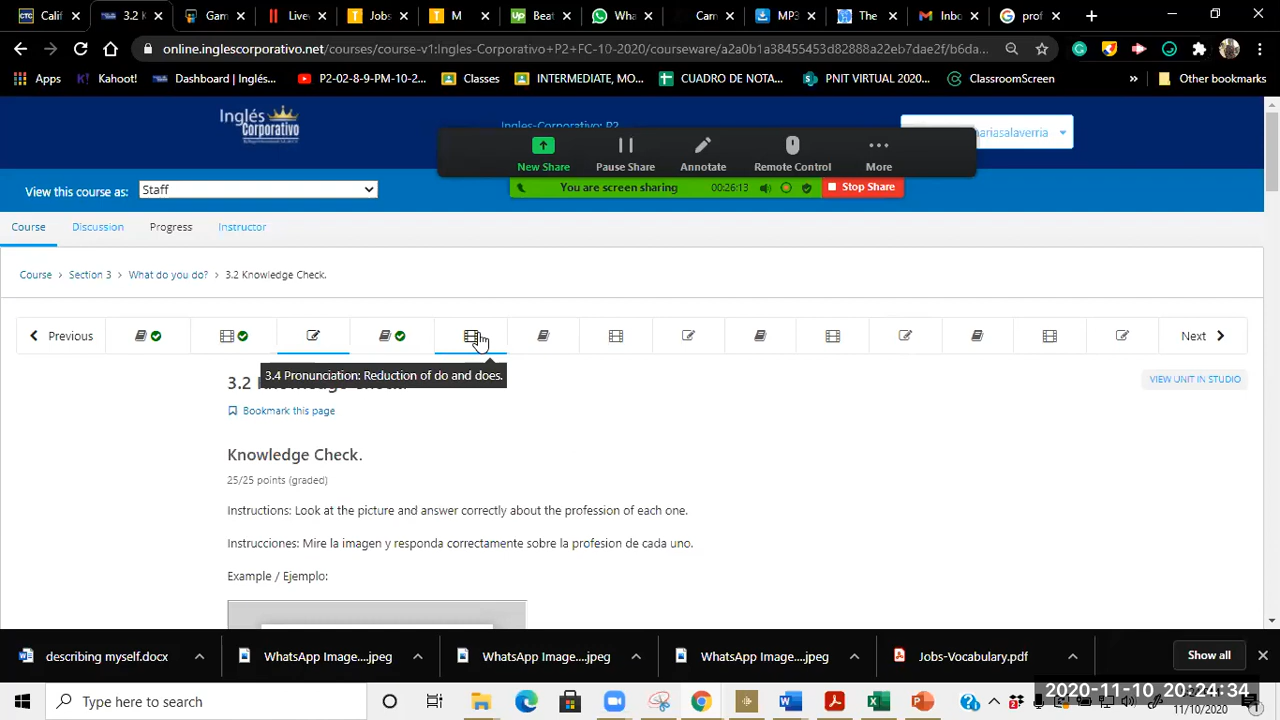 CTC Calif
3.2 K
Gam
Live
Jobs
M
Up Beat
Wha
Carn
MP3
The
Inbo
prof
online.inglescorporativo.net/courses/course-v1:Ingles-Corporativo+P2+FC-10-2020/courseware/a2a0b1a38455453d82888a22eb7dae2f/b6da...
Apps
Kahoot!
Dashboard | Inglés...
P2-02-8-9-PM-10-2...
Classes
INTERMEDIATE, MO...
CUADRO DE NOTA...
PNIT VIRTUAL 2020...
ClassroomScreen
»
Other bookmarks
Inglés
Corporativo
Ingles-Corporativo: P2
ariasalaverria
New Share
Pause Share
Annotate
Remote Control
More
You are screen sharing
00:26:13
Stop Share
View this course as:
Staff
Course
Discussion
Progress
Instructor
Course > Section 3 > What do you do? > 3.2 Knowledge Check.
Previous
Next
3.4 Pronunciation: Reduction of do and does.
3.2
VIEW UNIT IN STUDIO
Bookmark this page
Knowledge Check.
25/25 points (graded)
Instructions: Look at the picture and answer correctly about the profession of each one.
Instrucciones: Mire la imagen y responda correctamente sobre la profesion de cada uno.
Example / Ejemplo:
describing myself.docx
WhatsApp Image....jpeg
WhatsApp Image....jpeg
WhatsApp Image....jpeg
Jobs-Vocabulary.pdf
Show all
Type here to search
2020-11-10 20:24:34
11/10/2020